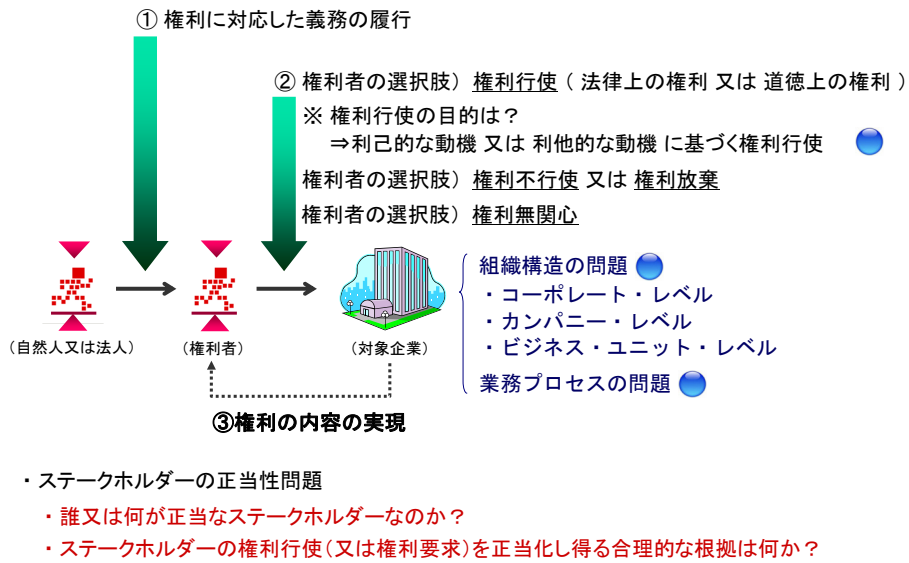 ① 権利に対応した義務の履行
② 権利者の選択肢) 権利行使 ( 法律上の権利 又は 道徳上の権利 )
※ 権利行使の目的は?
⇒利己的な動機 又は 利他的な動機 に基づく権利行使
権利者の選択肢) 権利不行使 又は 権利放棄
権利者の選択肢) 権利無関心
組織構造の問題
・コーポレート・レベル
・カンパニー・レベル
・ビジネス・ユニット・レベル
業務プロセスの問題
(自然人又は法人)
(権利者)
(対象企業)
③権利の内容の実現
・ステークホルダーの正当性問題
・誰又は何が正当なステークホルダーなのか?
・ステークホルダーの権利行使(又は権利要求)を正当化し得る合理的な根拠は何か?